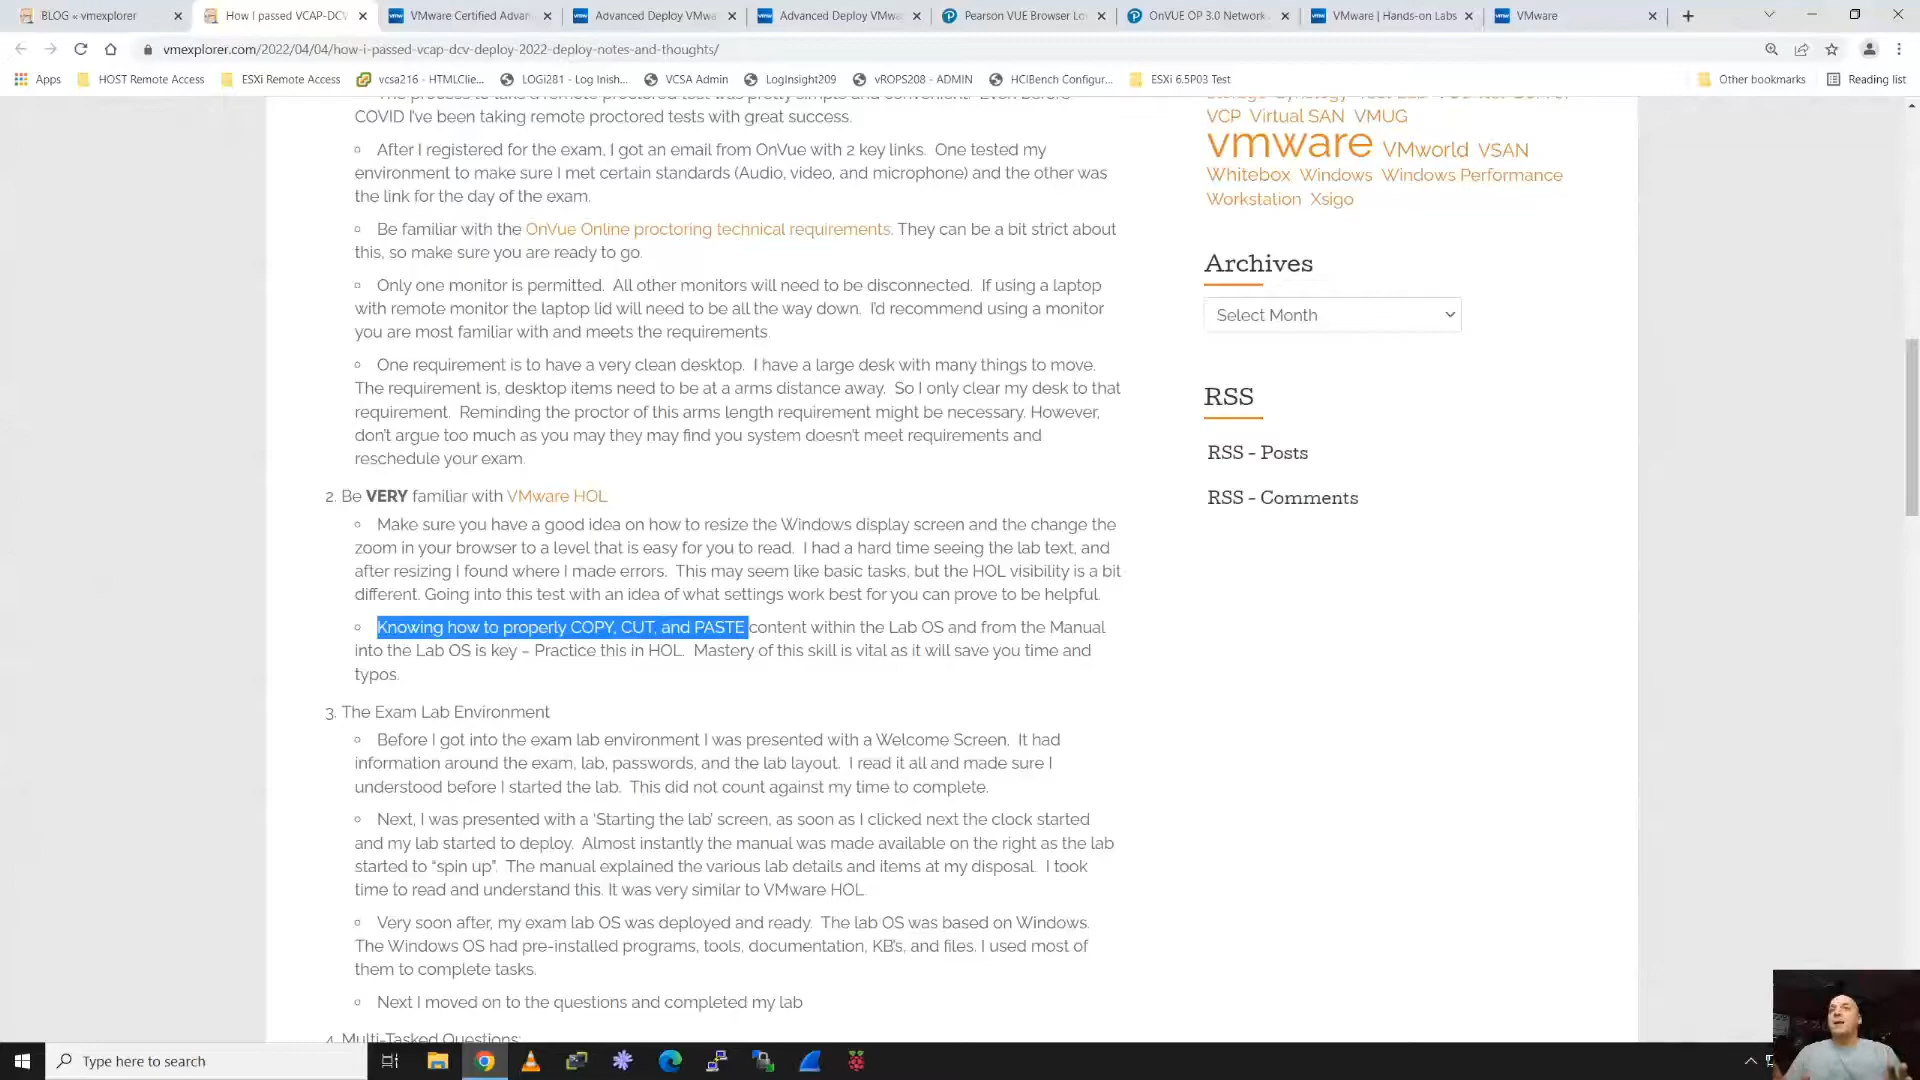 BLOG « vmexplorer
How I passed VCAP-DCV
VMware Certified Advan
Advanced Deploy VMwa
Advanced Deploy VMwa
Pearson VUE Browser Lo
OnVUE OP 3.0 Network
VMware | Hands-on Labs
VMware
vmexplorer.com/2022/04/04/how-i-passed-vcap-dcv-deploy-2022-deploy-notes-and-thoughts/
Apps
HOST Remote Access
ESXi Remote Access
vcsa216 - HTMLClie...
LOGi281 - Log Inish...
VCSA Admin
LogInsight209
vROPS208 - ADMIN
HCIBench Configur...
ESXi 6.5P03 Test
Other bookmarks
Reading list
COVID I've been taking remote proctored tests with great success.
After I registered for the exam, I got an email from OnVue with 2 key links. One tested my
environment to make sure I met certain standards (Audio, video, and microphone) and the other was
the link for the day of the exam.
Be familiar with the OnVue Online proctoring technical requirements. They can be a bit strict about
this, so make sure you are ready to go.
Only one monitor is permitted. All other monitors will need to be disconnected. If using a laptop
with remote monitor the laptop lid will need to be all the way down. I'd recommend using a monitor
you are most familiar with and meets the requirements.
One requirement is to have a very clean desktop. I have a large desk with many things to move.
The requirement is, desktop items need to be at a arms distance away. So I only clear my desk to that
requirement. Reminding the proctor of this arms length requirement might be necessary. However,
don't argue too much as you may they may find you system doesn't meet requirements and
reschedule your exam.
2. Be VERY familiar with VMware HOL
Make sure you have a good idea on how to resize the Windows display screen and the change the
zoom in your browser to a level that is easy for you to read. I had a hard time seeing the lab text, and
after resizing I found where I made errors. This may seem like basic tasks, but the HOL visibility is a bit
different. Going into this test with an idea of what settings work best for you can prove to be helpful.
Knowing how to properly COPY, CUT, and PASTE content within the Lab OS and from the Manual
into the Lab OS is key – Practice this in HOL. Mastery of this skill is vital as it will save you time and
typos.
3. The Exam Lab Environment
Before I got into the exam lab environment I was presented with a Welcome Screen. It had
information around the exam, lab, passwords, and the lab layout. I read it all and made sure I
understood before I started the lab. This did not count against my time to complete.
Next, I was presented with a 'Starting the lab' screen, as soon as I clicked next the clock started
and my lab started to deploy. Almost instantly the manual was made available on the right as the lab
started to "spin up". The manual explained the various lab details and items at my disposal. I took
time to read and understand this. It was very similar to VMware HOL.
Very soon after, my exam lab OS was deployed and ready. The lab OS was based on Windows.
The Windows OS had pre-installed programs, tools, documentation, KB's, and files. I used most of
them to complete tasks.
Next I moved on to the questions and completed my lab
4. Multi-Tasked Questions:
VCP Virtual SAN VMUG
vmware VMworld VSAN
Whitebox Windows Windows Performance
Workstation Xsigo
Archives
Select Month
RSS
RSS - Posts
RSS - Comments
Type here to search